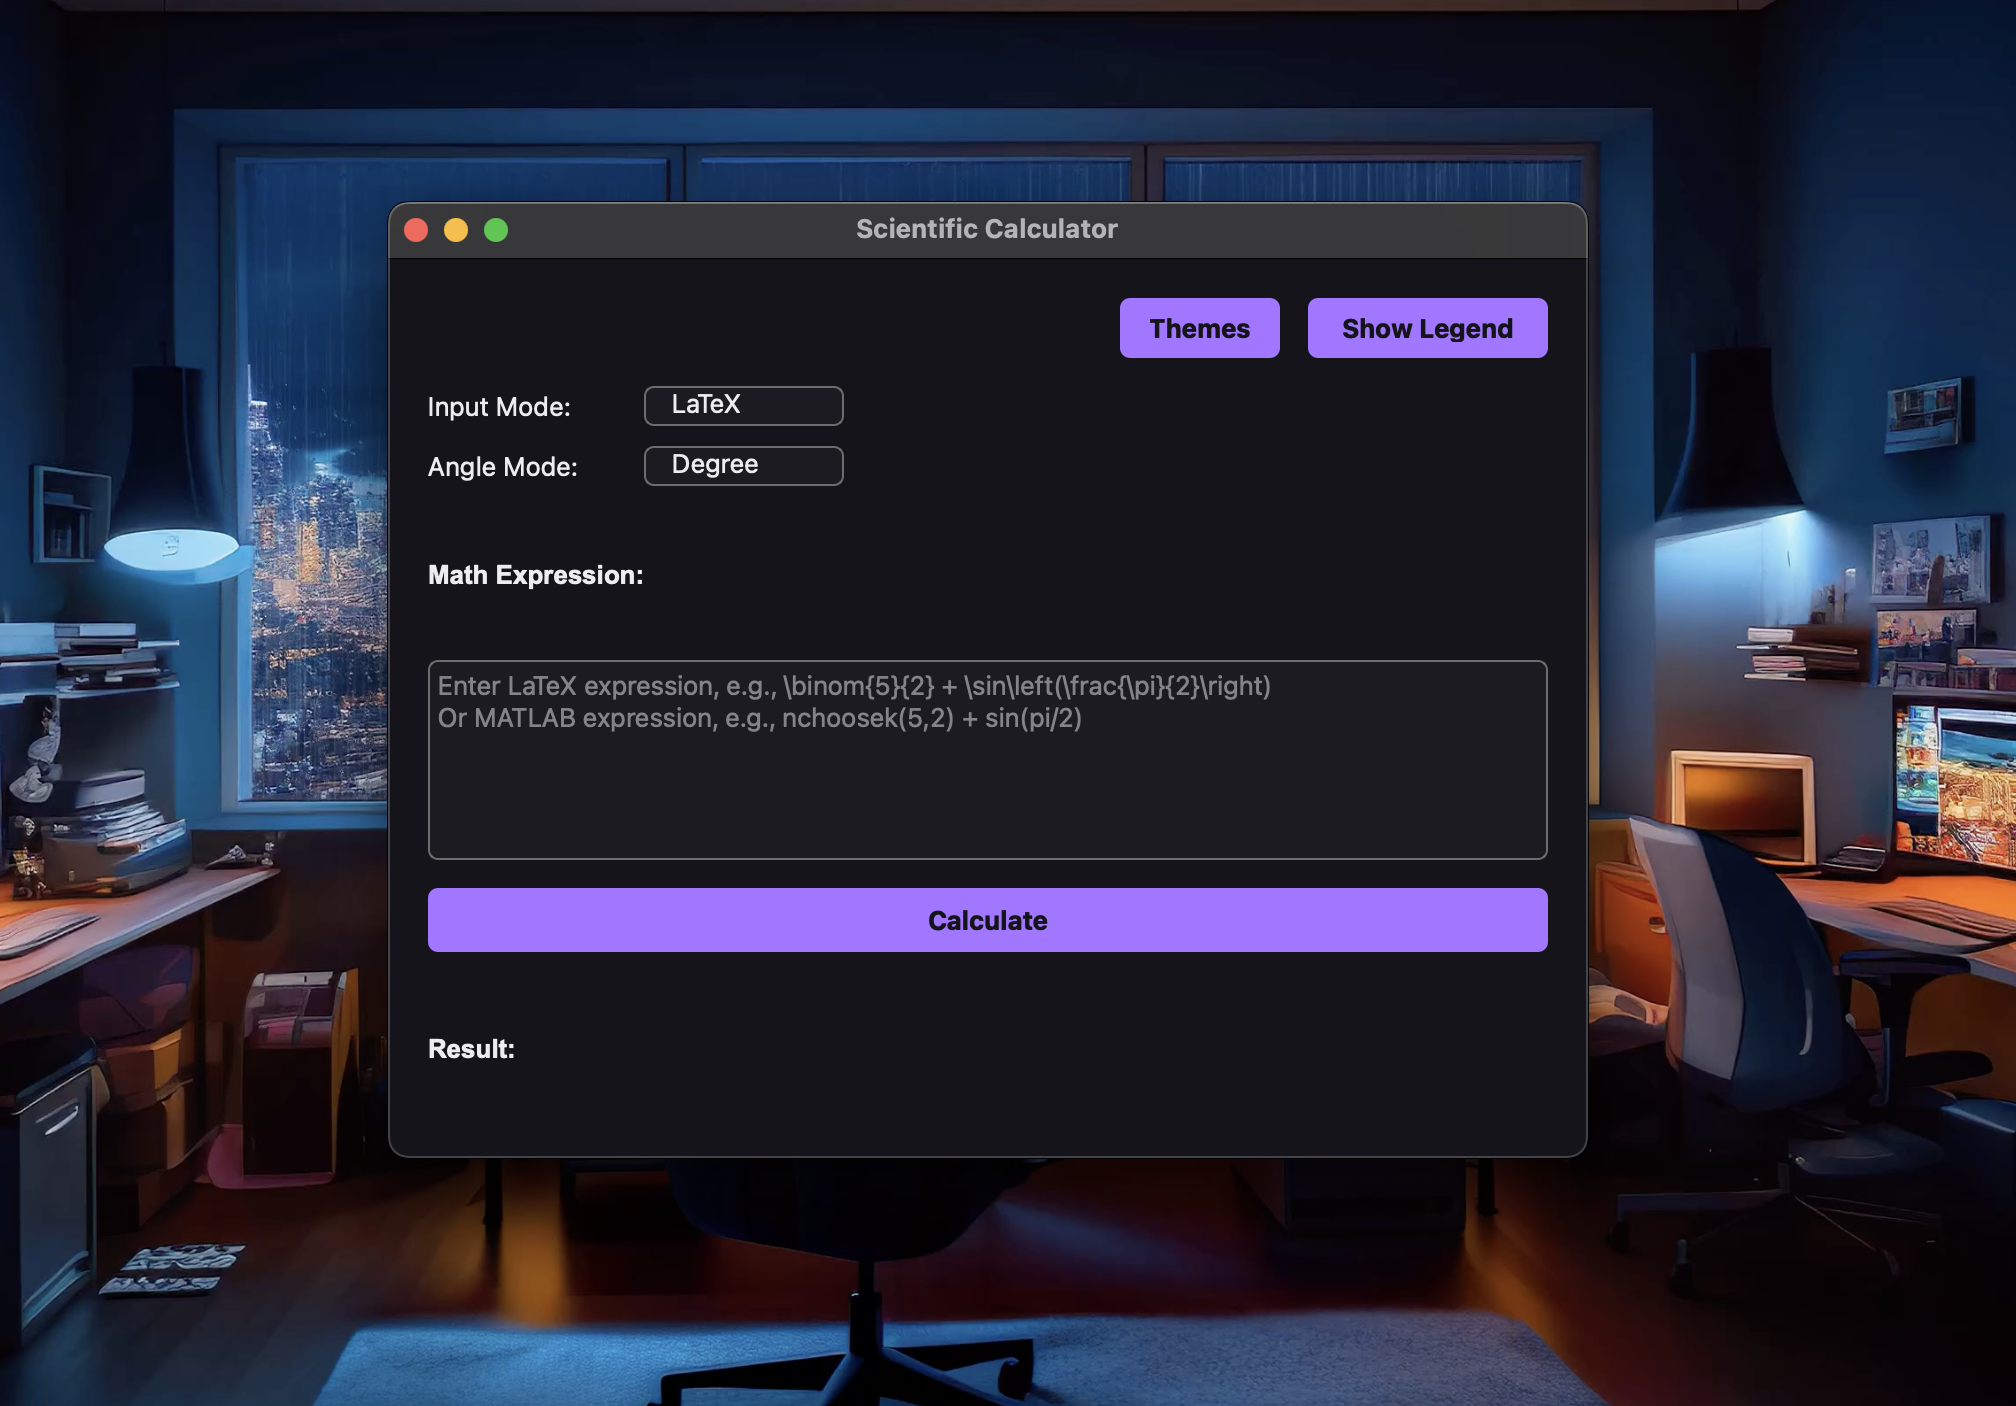 Scientific Calculator
Themes
Show Legend
Input Mode:
LaTeX
Angle Mode:
Degree
Math Expression:
Enter LaTeX expression, e.g., \binom{5}{2} + \sin\left(\frac{\pi}{2}\right)
Or MATLAB expression, e.g., nchoosek(5,2) + sin(pi/2)
Calculate
Result: